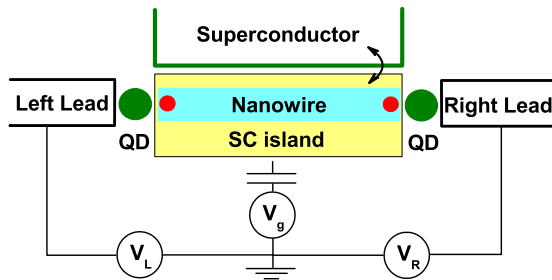 Superconductor
Left Lead
Nanowire
Right Lead
QD
SC island
QD
Vg
VL
VR